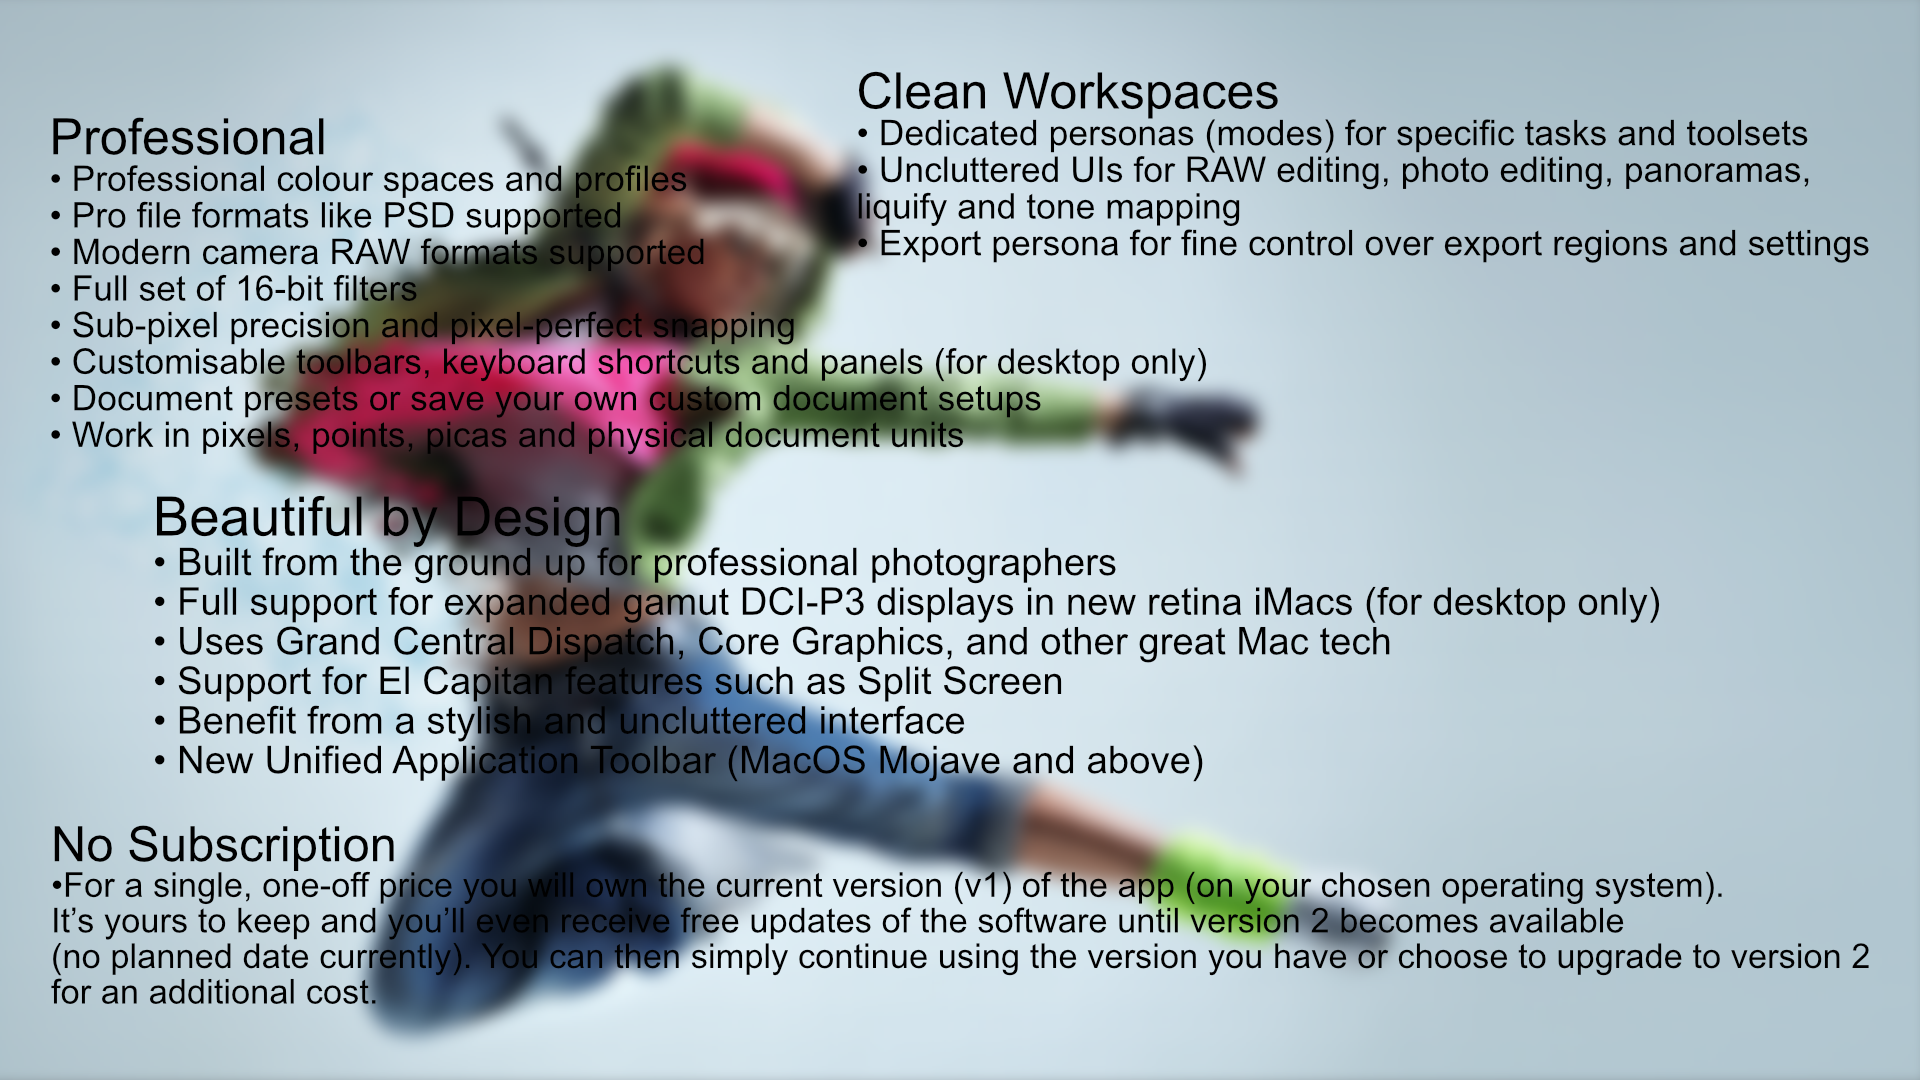 Professional
• Professional colour spaces and profiles
• Pro file formats like PSD supported
• Modern camera RAW formats supported
• Full set of 16-bit filters
• Sub-pixel precision and pixel-perfect snapping
• Customisable toolbars, keyboard shortcuts and panels (for desktop only)
• Document presets or save your own custom document setups
• Work in pixels, points, picas and physical document units
Clean Workspaces
• Dedicated personas (modes) for specific tasks and toolsets
• Uncluttered UIs for RAW editing, photo editing, panoramas,
liquify and tone mapping
• Export persona for fine control over export regions and settings
Beautiful by Design
• Built from the ground up for professional photographers
• Full support for expanded gamut DCI-P3 displays in new retina iMacs (for desktop only)
• Uses Grand Central Dispatch, Core Graphics, and other great Mac tech
• Support for El Capitan features such as Split Screen
• Benefit from a stylish and uncluttered interface
• New Unified Application Toolbar (MacOS Mojave and above)
No Subscription
•For a single, one-off price you will own the current version (v1) of the app (on your chosen operating system).
It’s yours to keep and you’ll even receive free updates of the software until version 2 becomes available
(no planned date currently). You can then simply continue using the version you have or choose to upgrade to version 2
for an additional cost.